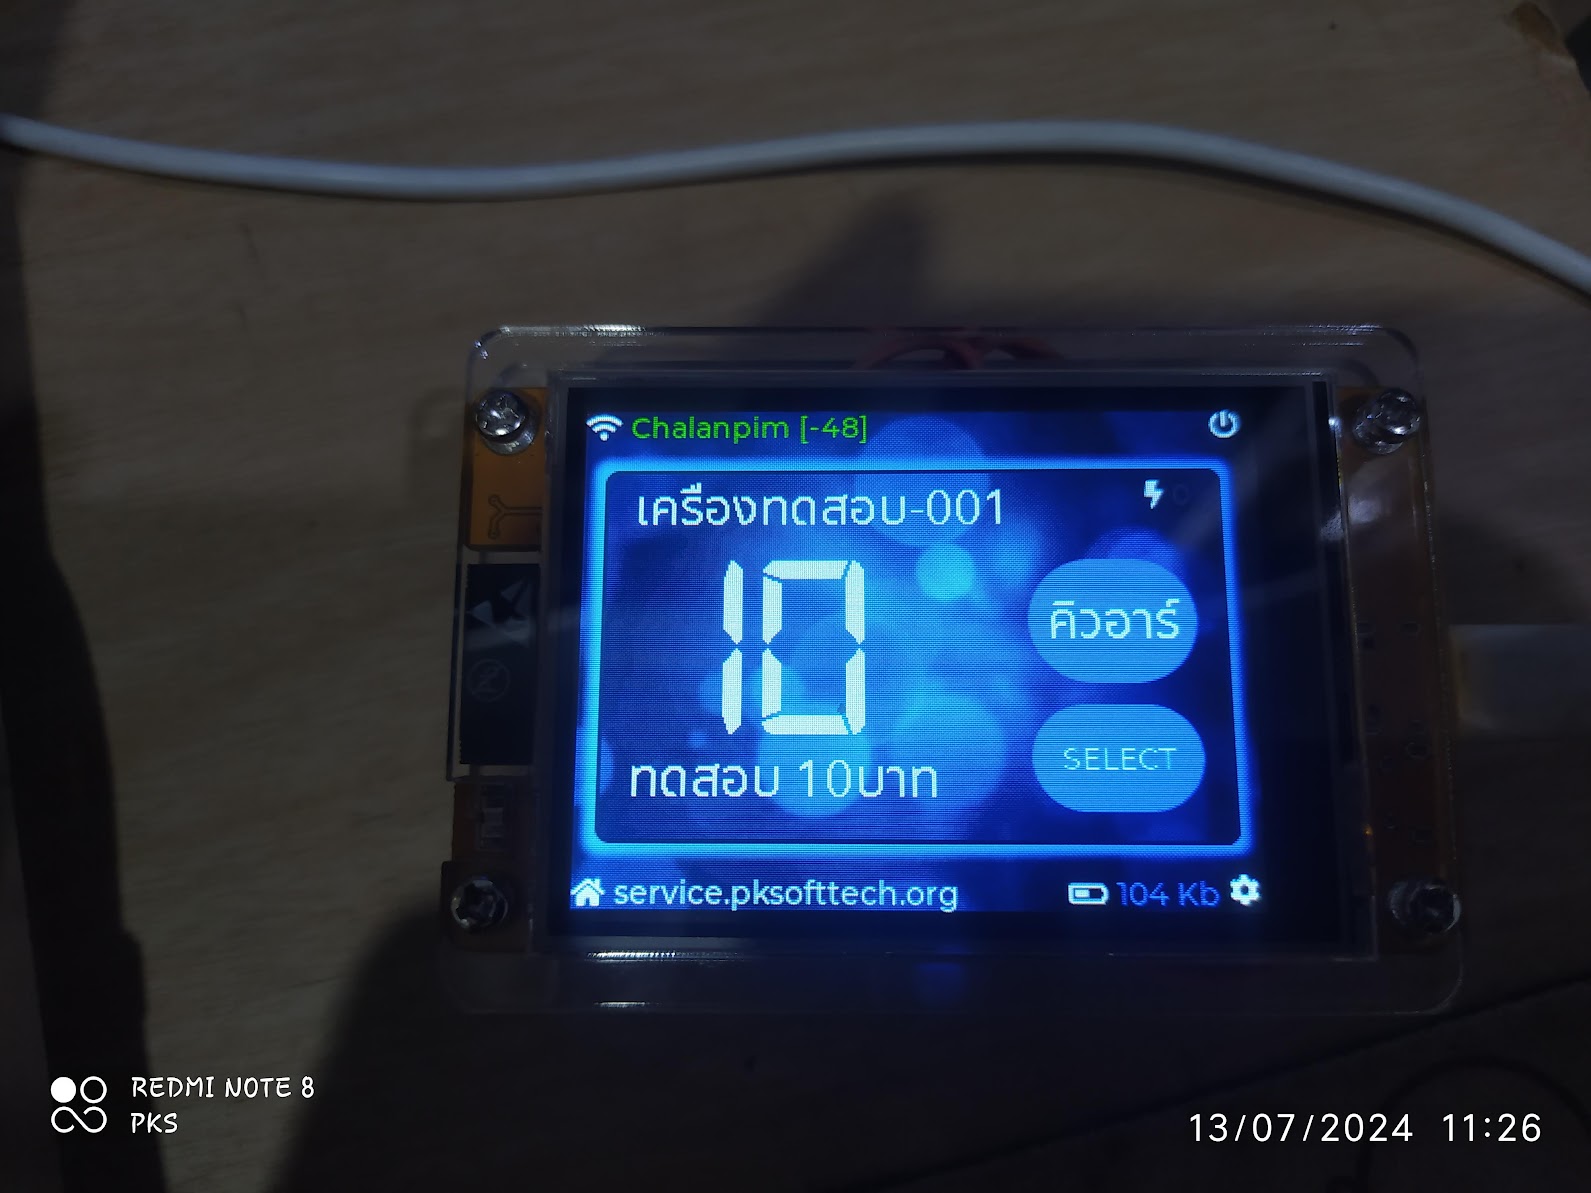 Chalanpim [-48]
เครื่องทดสอบ-001
10
คิวอาร์
SELECT
ทดสอบ 10บาท
service.pksofttech.org
104 Kb
REDMI NOTE 8
PKS
13/07/2024 11:26